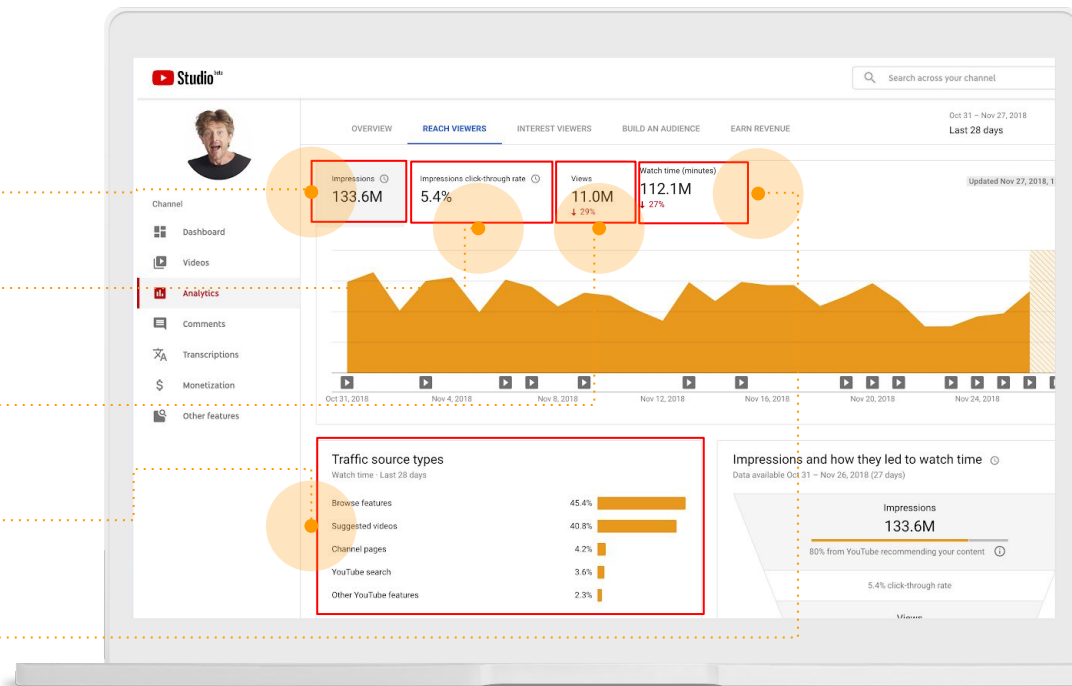 Studio beta
Search across your channel
OVERVIEW REACH VIEWERS INTEREST VIEWERS BUILD AN AUDIENCE EARN REVENUE
Oct 31 – Nov 27, 2018
Last 28 days
Impressions
133.6M
Impressions click-through rate
5.4%
Views
11.0M
↓ 29%
Watch time (minutes)
112.1M
↓ 27%
Updated Nov 27, 2018, 1
Channel
Dashboard
Videos
Analytics
Comments
Transcriptions
Monetization
Other features
Oct 31, 2018 Nov 4, 2018 Nov 8, 2018 Nov 12, 2018 Nov 16, 2018 Nov 20, 2018 Nov 24, 2018
Traffic source types
Watch time · Last 28 days
Browse features 45.4%
Suggested videos 40.8%
Channel pages 4.2%
YouTube search 3.6%
Other YouTube features 2.3%
Impressions and how they led to watch time
Data available Oct 31 – Nov 26, 2018 (27 days)
Impressions
133.6M
80% from YouTube recommending your content
5.4% click-through rate
Views